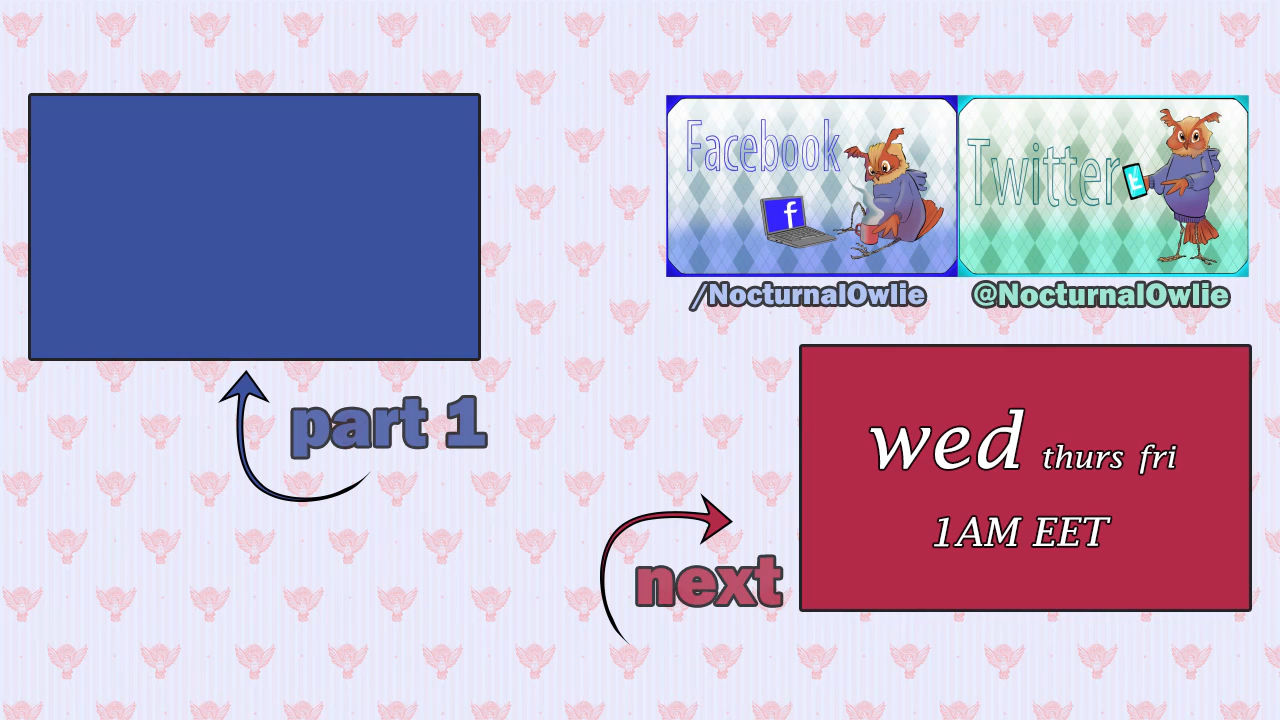 Facebook
f
/NocturnalOwlie
Twitter
t
@NocturnalOwlie
part 1
wed thurs fri
1AM EET
next